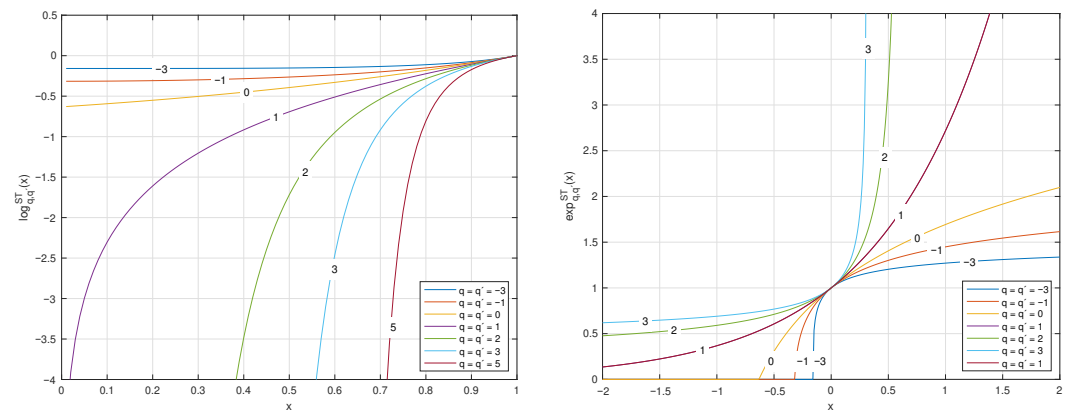 0.5
0
−0.5
−1
−1.5
−2
−2.5
−3
−3.5
−4
0 0.1 0.2 0.3 0.4 0.5 0.6 0.7 0.8 0.9 1
x
log^ST_q,q´(x)
−3
−1
0
1
2
3
5
q = q´ = −3
q = q´ = −1
q = q´ = 0
q = q´ = 1
q = q´ = 2
q = q´ = 3
q = q´ = 5
4
3.5
3
2.5
2
1.5
1
0.5
0
−2 −1.5 −1 −0.5 0 0.5 1 1.5 2
x
exp^ST_q,q´(x)
3
2
1
0
−1
−3
3
2
1
0
−1
−3
q = q´ = −3
q = q´ = −1
q = q´ = 0
q = q´ = 1
q = q´ = 2
q = q´ = 3
q = q´ = 1